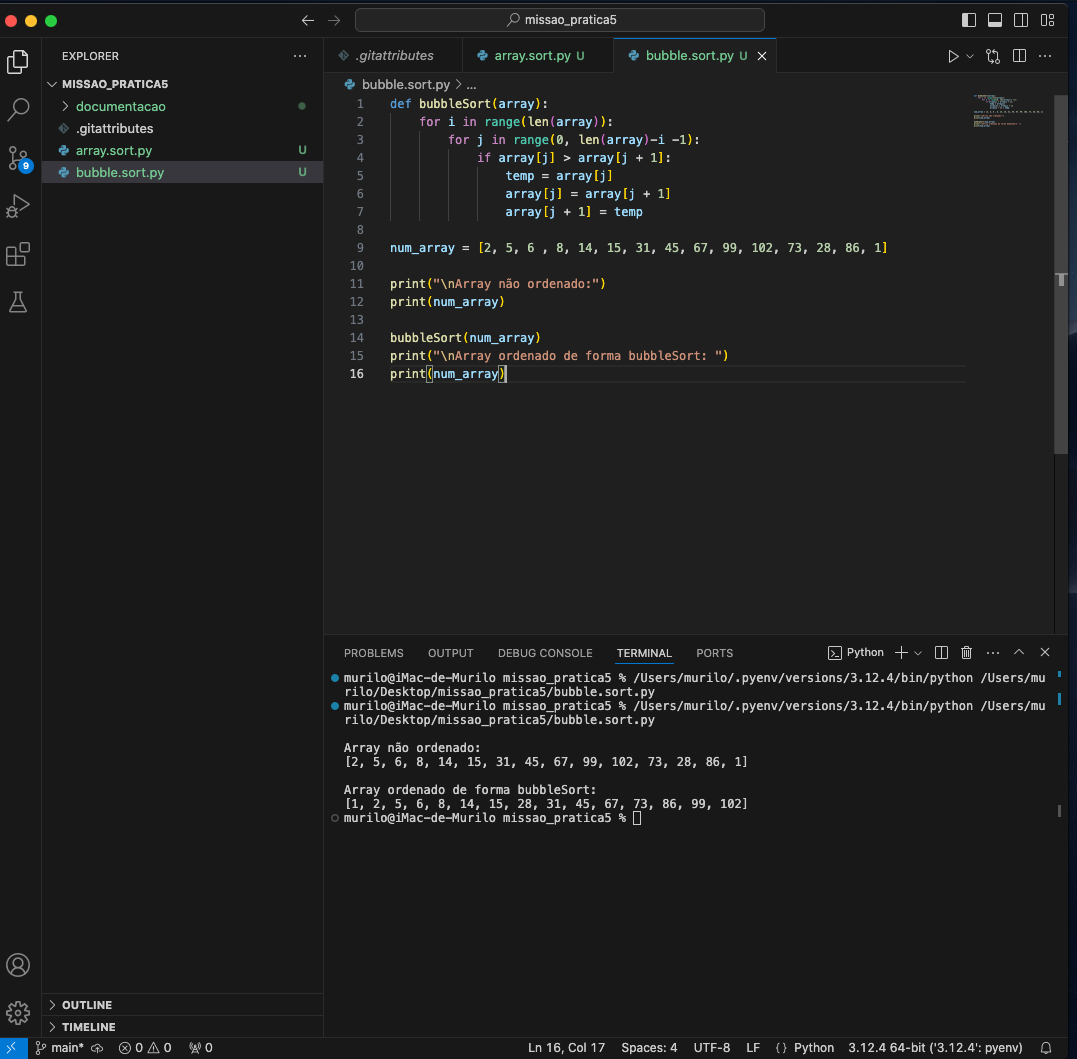 missao_pratica5
EXPLORER
.gitattributes
array.sort.py U
bubble.sort.py U
MISSAO_PRATICA5
documentacao
.gitattributes
array.sort.py U
bubble.sort.py U
9
bubble.sort.py > ...
1 def bubbleSort(array):
2 for i in range(len(array)):
3 for j in range(0, len(array)-i -1):
4 if array[j] > array[j + 1]:
5 temp = array[j]
6 array[j] = array[j + 1]
7 array[j + 1] = temp
8
9 num_array = [2, 5, 6 , 8, 14, 15, 31, 45, 67, 99, 102, 73, 28, 86, 1]
10
11 print("\nArray não ordenado:")
12 print(num_array)
13
14 bubbleSort(num_array)
15 print("\nArray ordenado de forma bubbleSort: ")
16 print(num_array)
PROBLEMS OUTPUT DEBUG CONSOLE TERMINAL PORTS
Python
murilo@iMac-de-Murilo missao_pratica5 % /Users/murilo/.pyenv/versions/3.12.4/bin/python /Users/mu
rilo/Desktop/missao_pratica5/bubble.sort.py
murilo@iMac-de-Murilo missao_pratica5 % /Users/murilo/.pyenv/versions/3.12.4/bin/python /Users/mu
rilo/Desktop/missao_pratica5/bubble.sort.py
Array não ordenado:
[2, 5, 6, 8, 14, 15, 31, 45, 67, 99, 102, 73, 28, 86, 1]
Array ordenado de forma bubbleSort:
[1, 2, 5, 6, 8, 14, 15, 28, 31, 45, 67, 73, 86, 99, 102]
murilo@iMac-de-Murilo missao_pratica5 %
OUTLINE
TIMELINE
main* 0 0 0 Ln 16, Col 17 Spaces: 4 UTF-8 LF {} Python 3.12.4 64-bit ('3.12.4': pyenv)